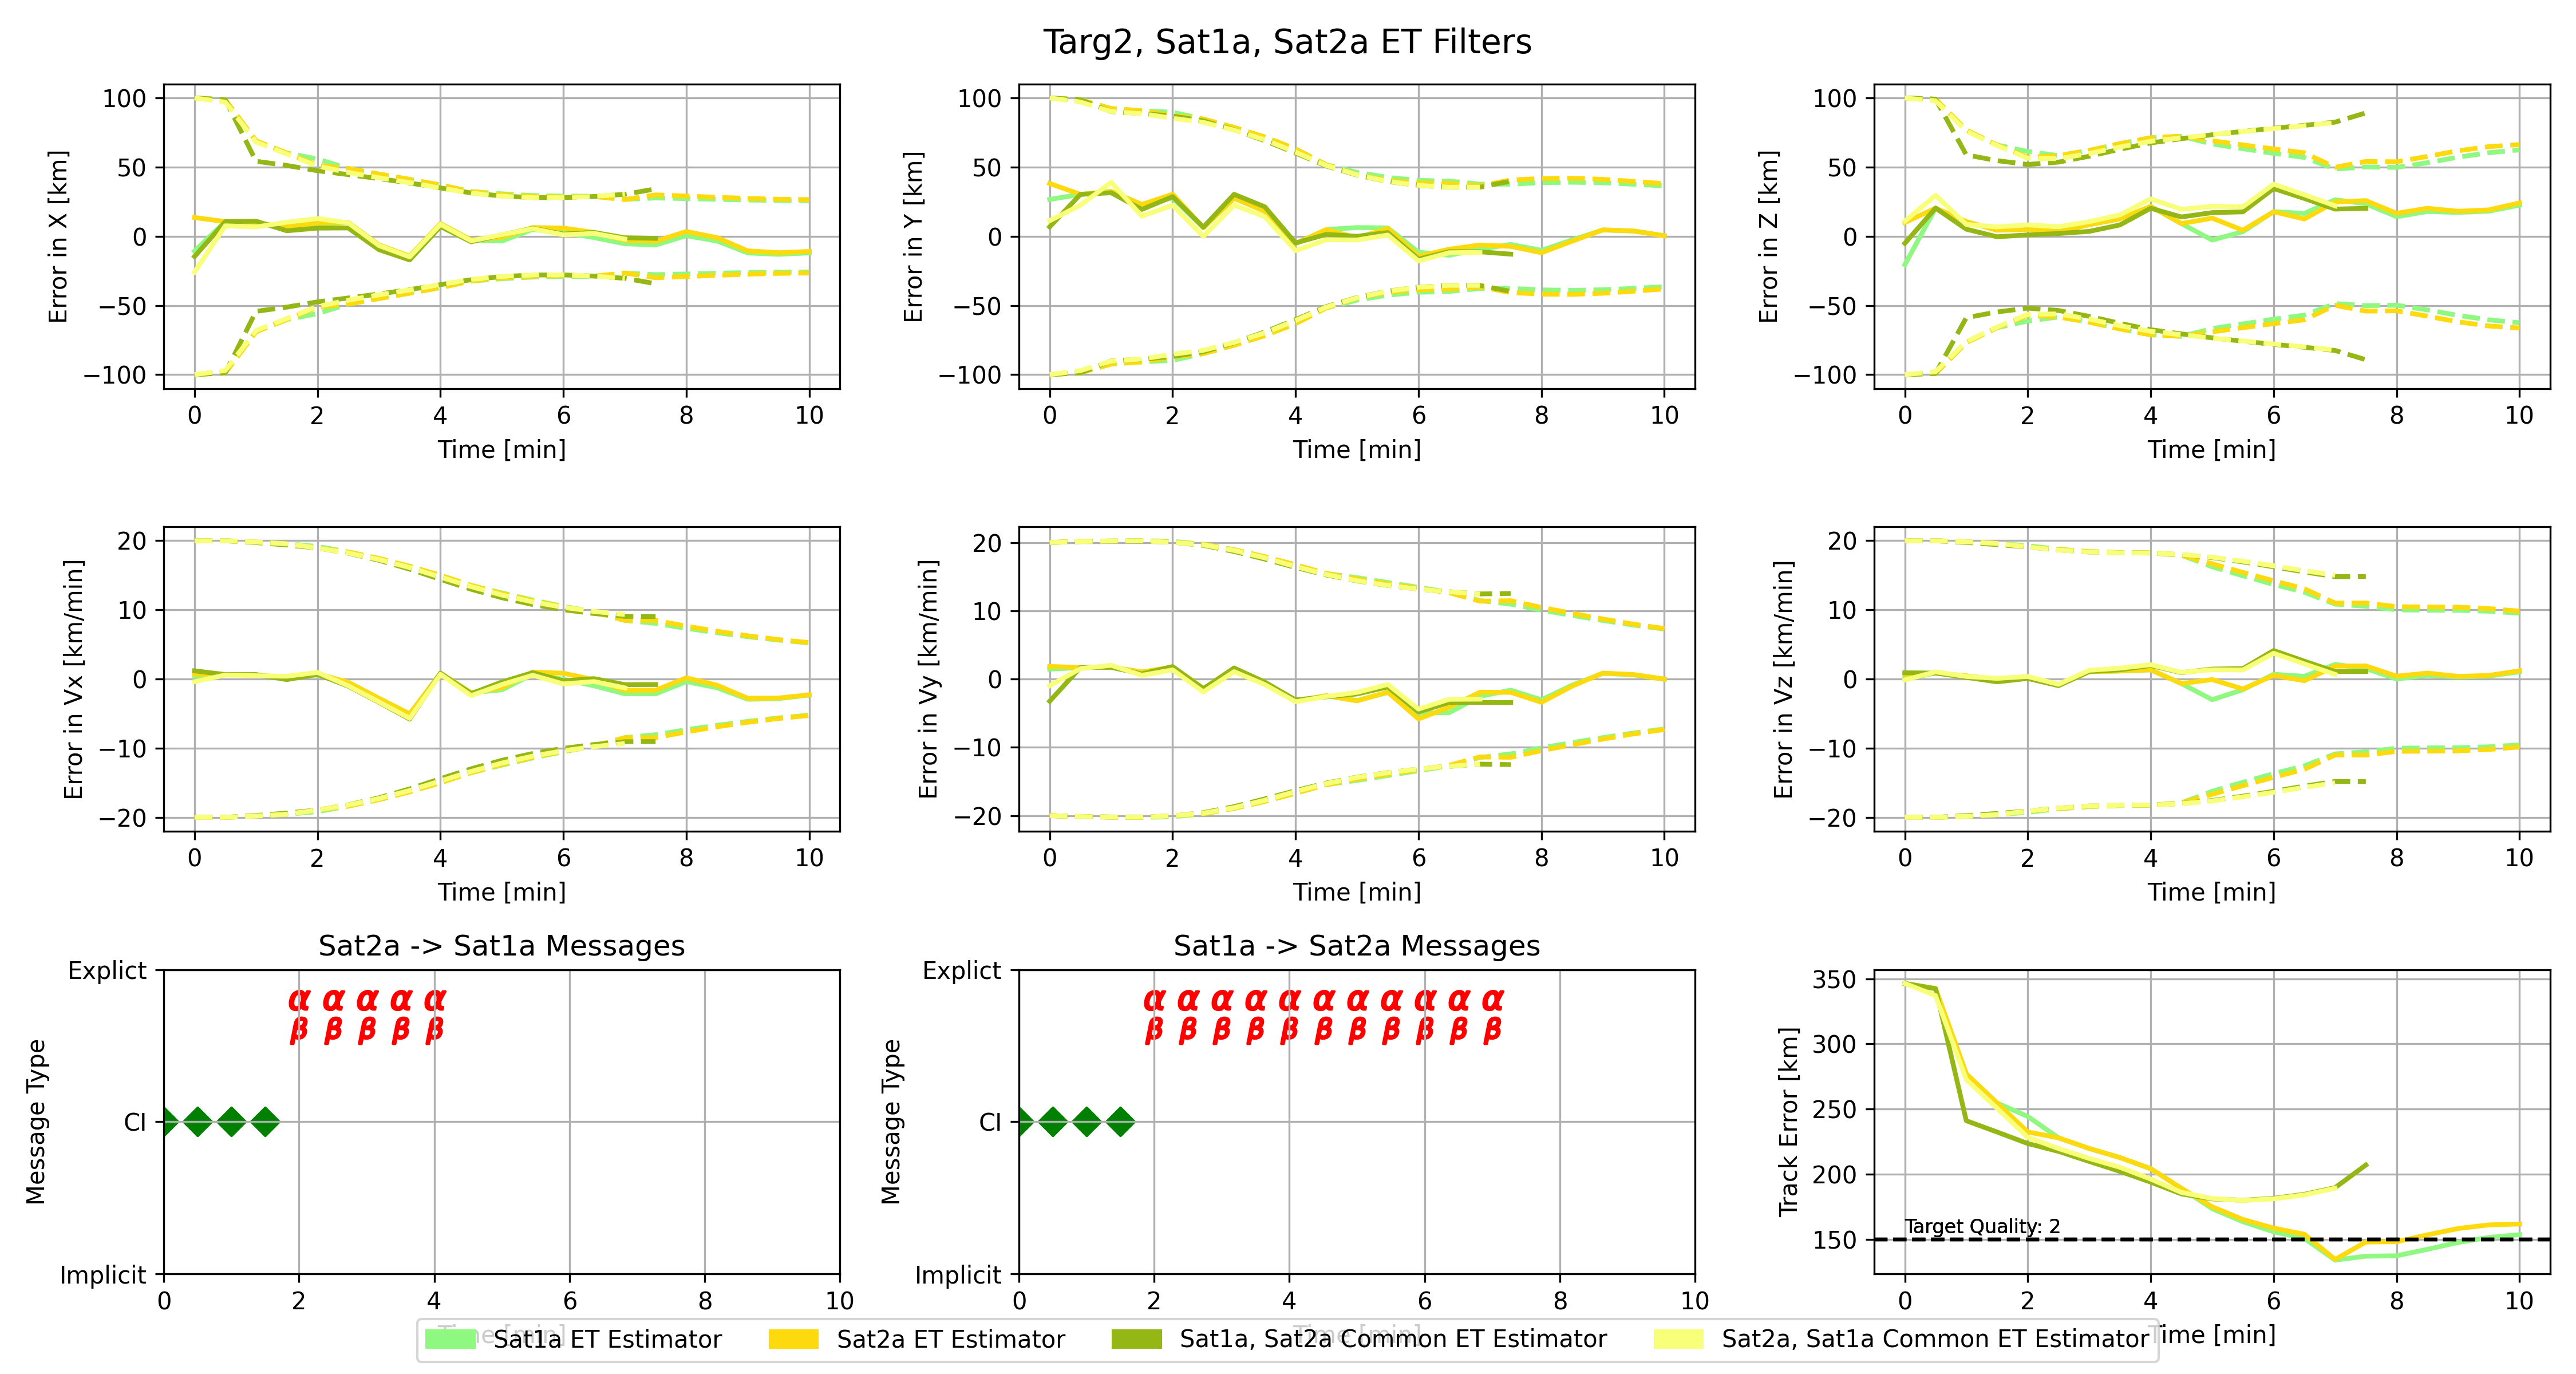 Targ2, Sat1a, Sat2a ET Filters
Error in X [km]
100
50
0
−50
−100
0 2 4 6 8 10
Time [min]
Error in Y [km]
100
50
0
−50
−100
0 2 4 6 8 10
Time [min]
Error in Z [km]
100
50
0
−50
−100
0 2 4 6 8 10
Time [min]
Error in Vx [km/min]
20
10
0
−10
−20
0 2 4 6 8 10
Time [min]
Error in Vy [km/min]
20
10
0
−10
−20
0 2 4 6 8 10
Time [min]
Error in Vz [km/min]
20
10
0
−10
−20
0 2 4 6 8 10
Time [min]
Sat2a -> Sat1a Messages
Message Type
Explict
α α α α α
β β β β β
CI
Implicit
0 2 4 6 8 10
Time [min]
Sat1a -> Sat2a Messages
Message Type
Explict
α α α α α α α α α α α
β β β β β β β β β β β
CI
Implicit
0 2 4 6 8 10
Time [min]
Track Error [km]
350
300
250
200
150
Target Quality: 2
0 2 4 6 8 10
Time [min]
Sat1a ET Estimator
Sat2a ET Estimator
Sat1a, Sat2a Common ET Estimator
Sat2a, Sat1a Common ET Estimator